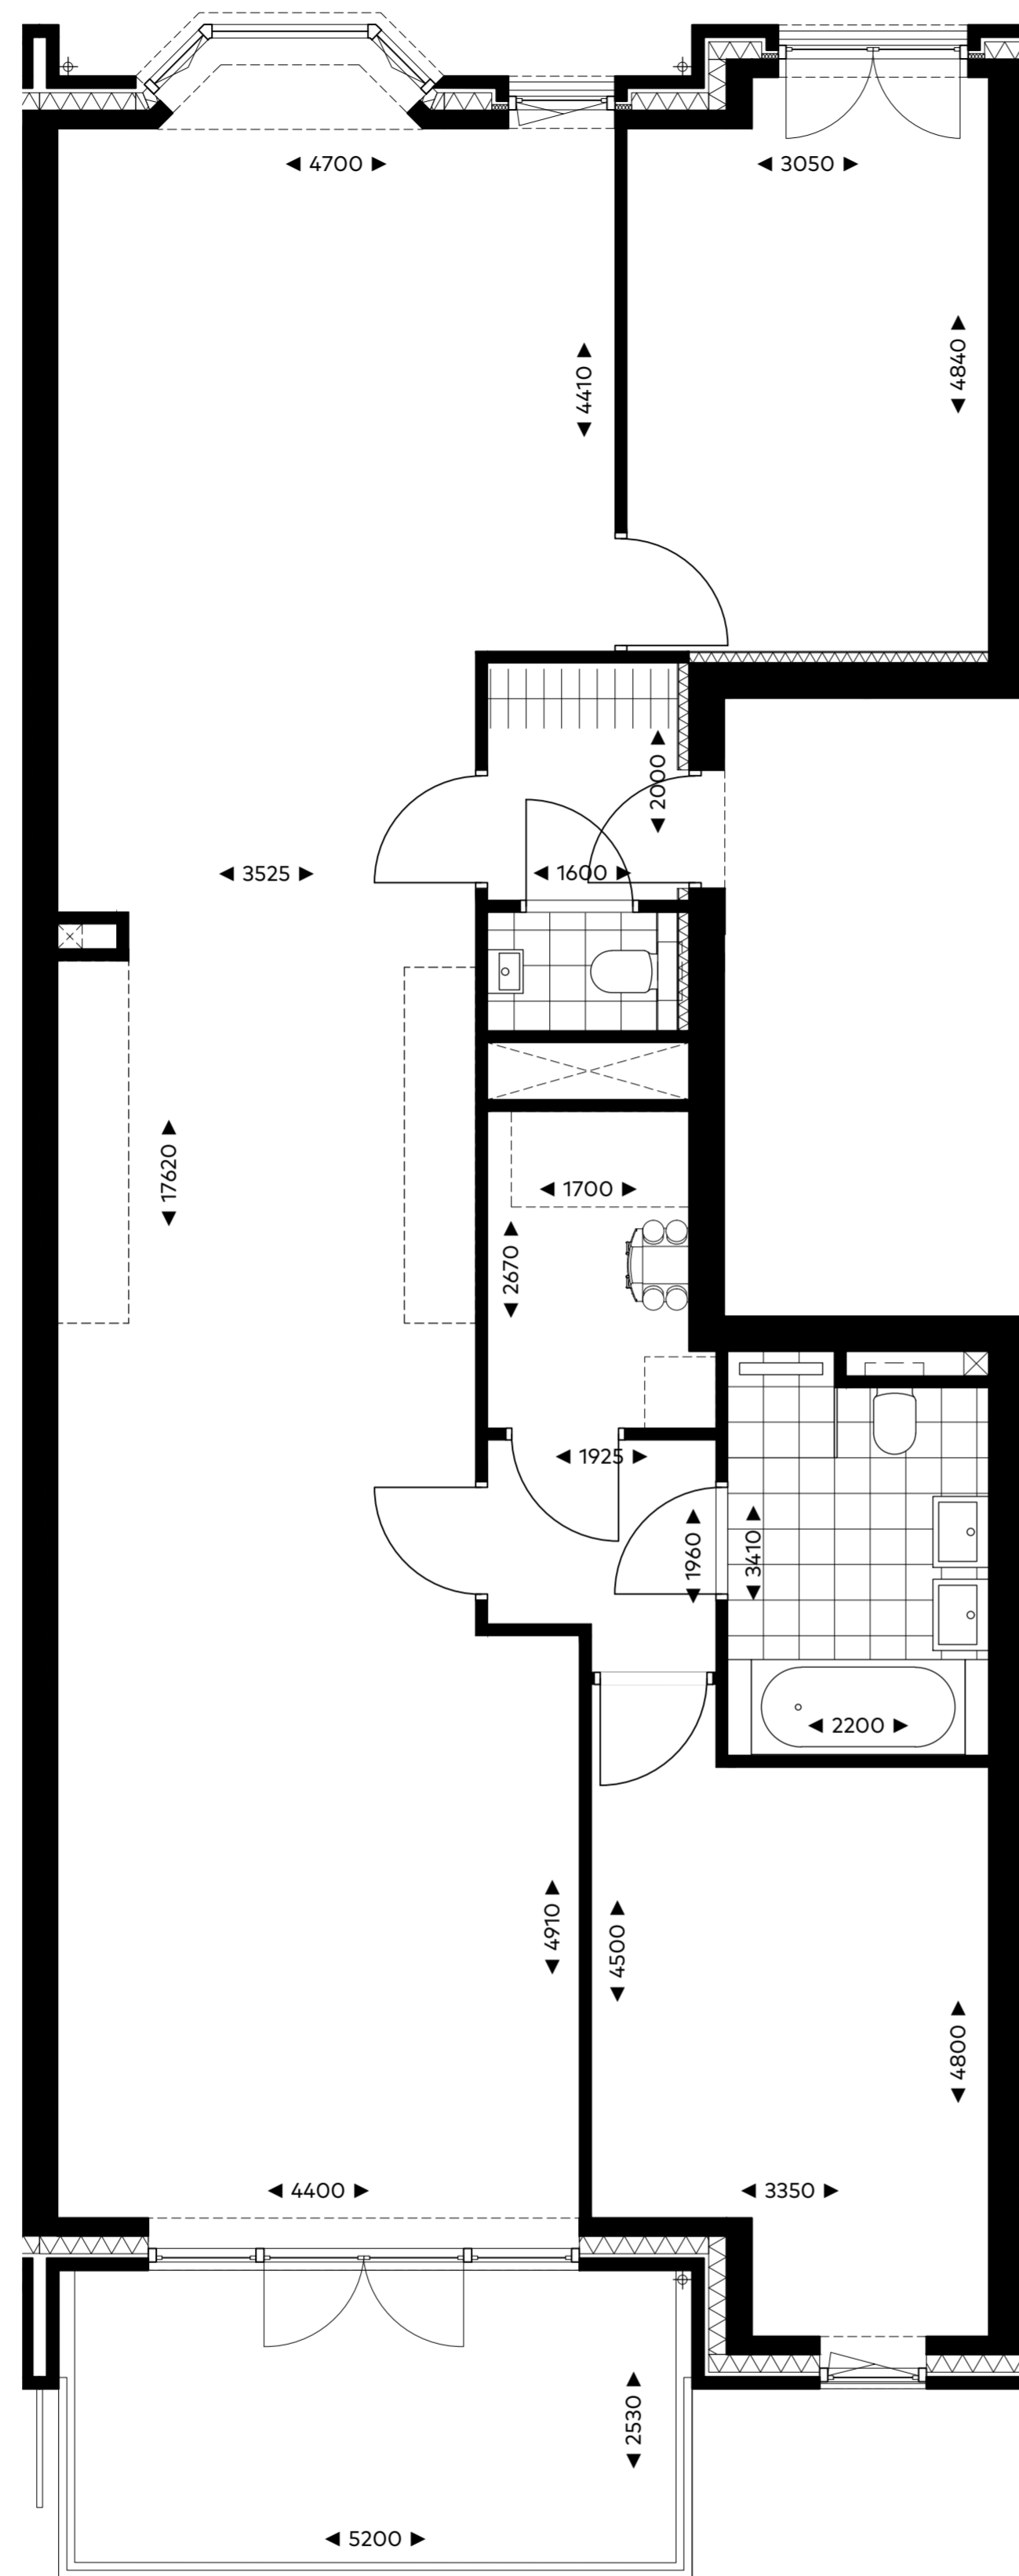 ◄ 4700 ►
◄ 3050 ►
◄ 4410 ►
◄ 4840 ►
◄ 2000 ►
◄ 3525 ►
◄ 1600 ►
◄ 17620 ►
◄ 1700 ►
◄ 2670 ►
◄ 1925 ►
◄ 1960 ►
◄ 3410 ►
◄ 2200 ►
◄ 4910 ►
◄ 4500 ►
◄ 4800 ►
◄ 4400 ►
◄ 3350 ►
◄ 2530 ►
◄ 5200 ►